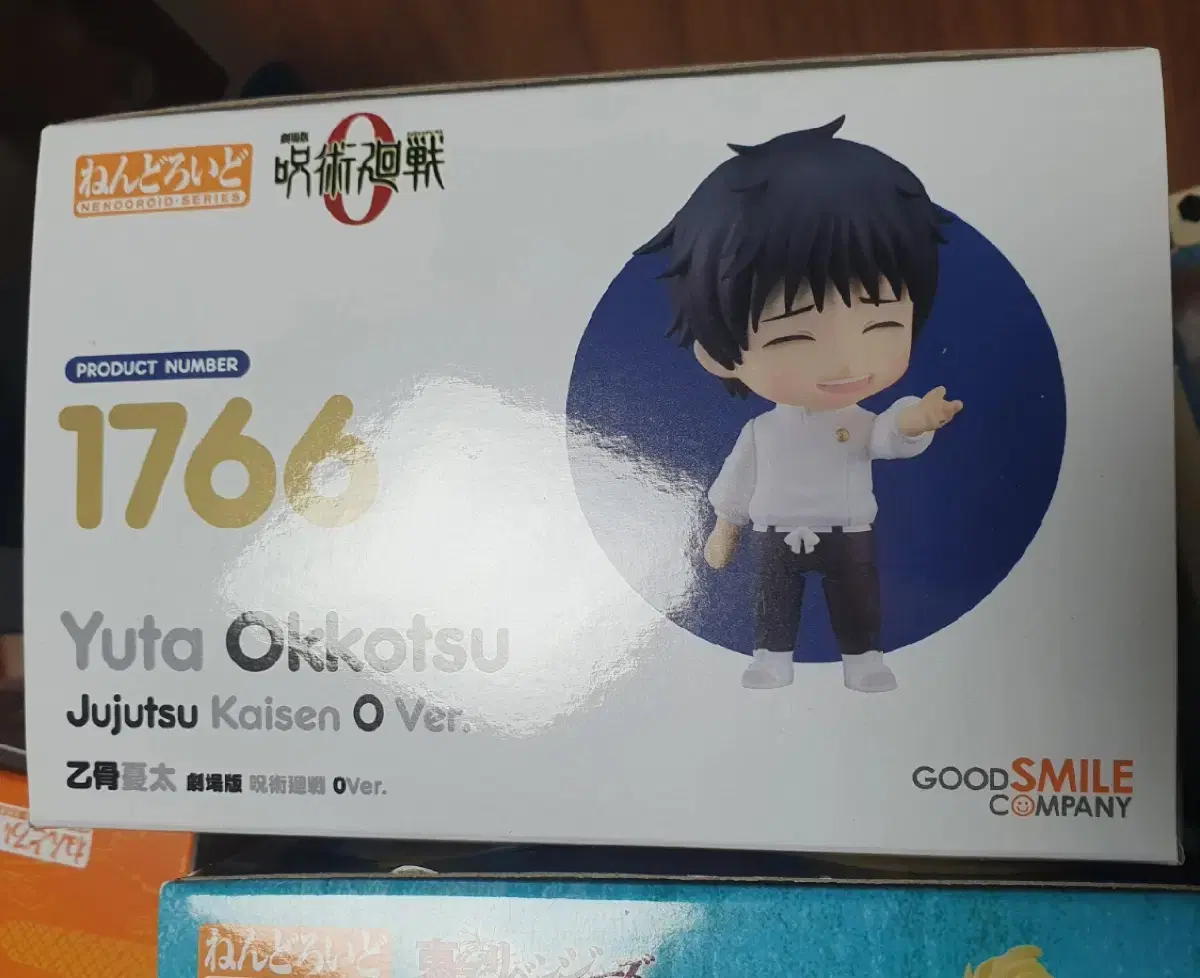 ねんどろいど
NENDOROID·SERIES
劇場版
呪術廻戦
0
PRODUCT NUMBER
1766
Yuta Okkotsu
Jujutsu Kaisen 0 Ver.
乙骨憂太 劇場版 呪術廻戦 0Ver.
GOOD SMILE
COMPANY
ねんどろいど